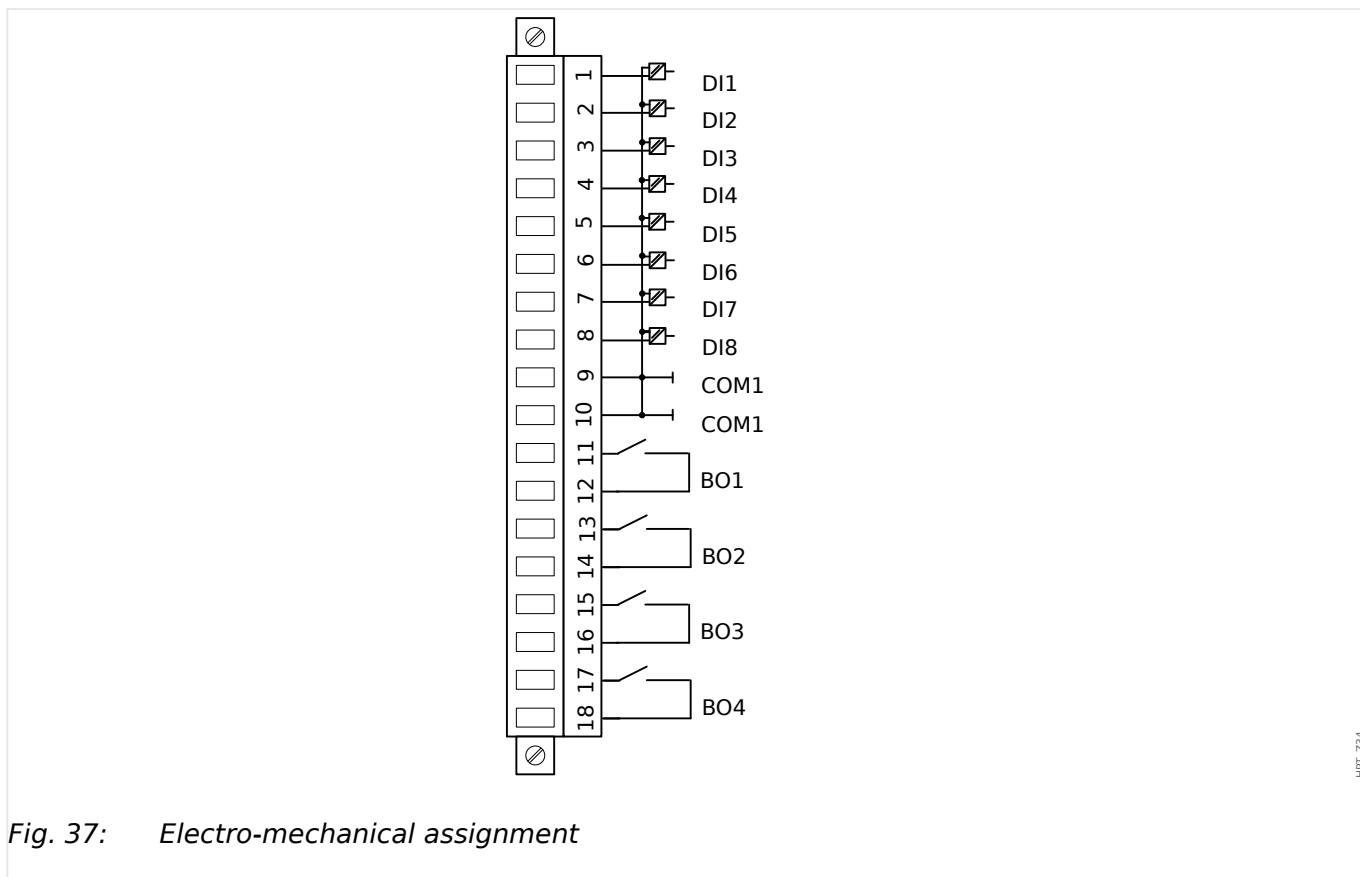 1 DI1
2 DI2
3 DI3
4 DI4
5 DI5
6 DI6
7 DI7
8 DI8
9 COM1
10 COM1
11
12 BO1
13
14 BO2
15
16 BO3
17
18 BO4
Fig. 37: Electro-mechanical assignment